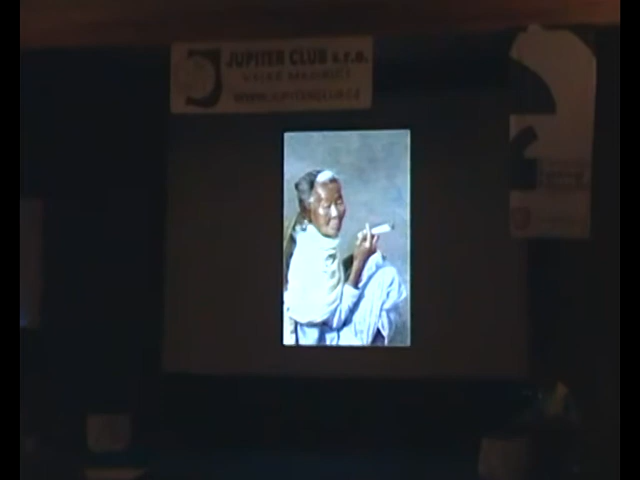 JUPITER CLUB s.r.o.
VELKÉ MEZIŘÍČÍ
WWW.JUPITERCLUB.CZ